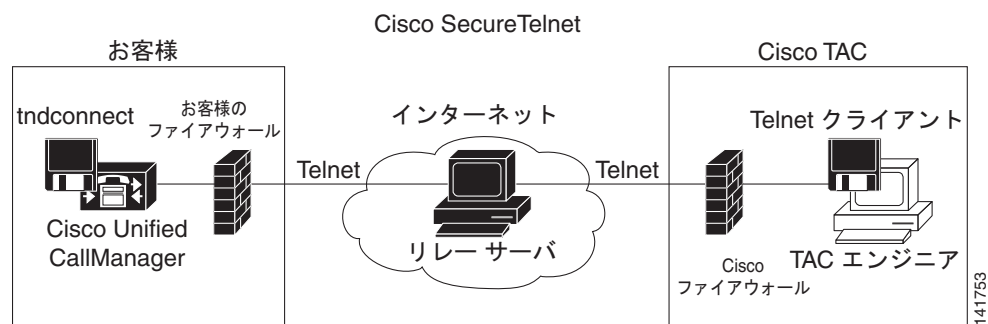 Cisco SecureTelnet
お客様
Cisco TAC
tndconnect
お客様の
ファイアウォール
インターネット
Telnet クライアント
Telnet
Telnet
Cisco Unified
CallManager
リレー サーバ
Cisco
ファイアウォール
TAC エンジニア
141753